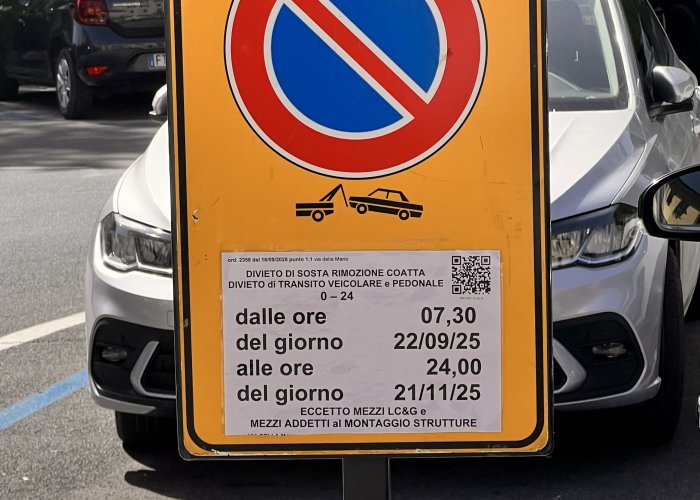 ord. 2358 del 16/09/2025 punto 1.1 via della Mano
DIVIETO DI SOSTA RIMOZIONE COATTA
DIVIETO di TRANSITO VEICOLARE e PEDONALE
0 – 24
dalle ore 07,30
del giorno 22/09/25
alle ore 24,00
del giorno 21/11/25
ECCETTO MEZZI LC&G e
MEZZI ADDETTI al MONTAGGIO STRUTTURE